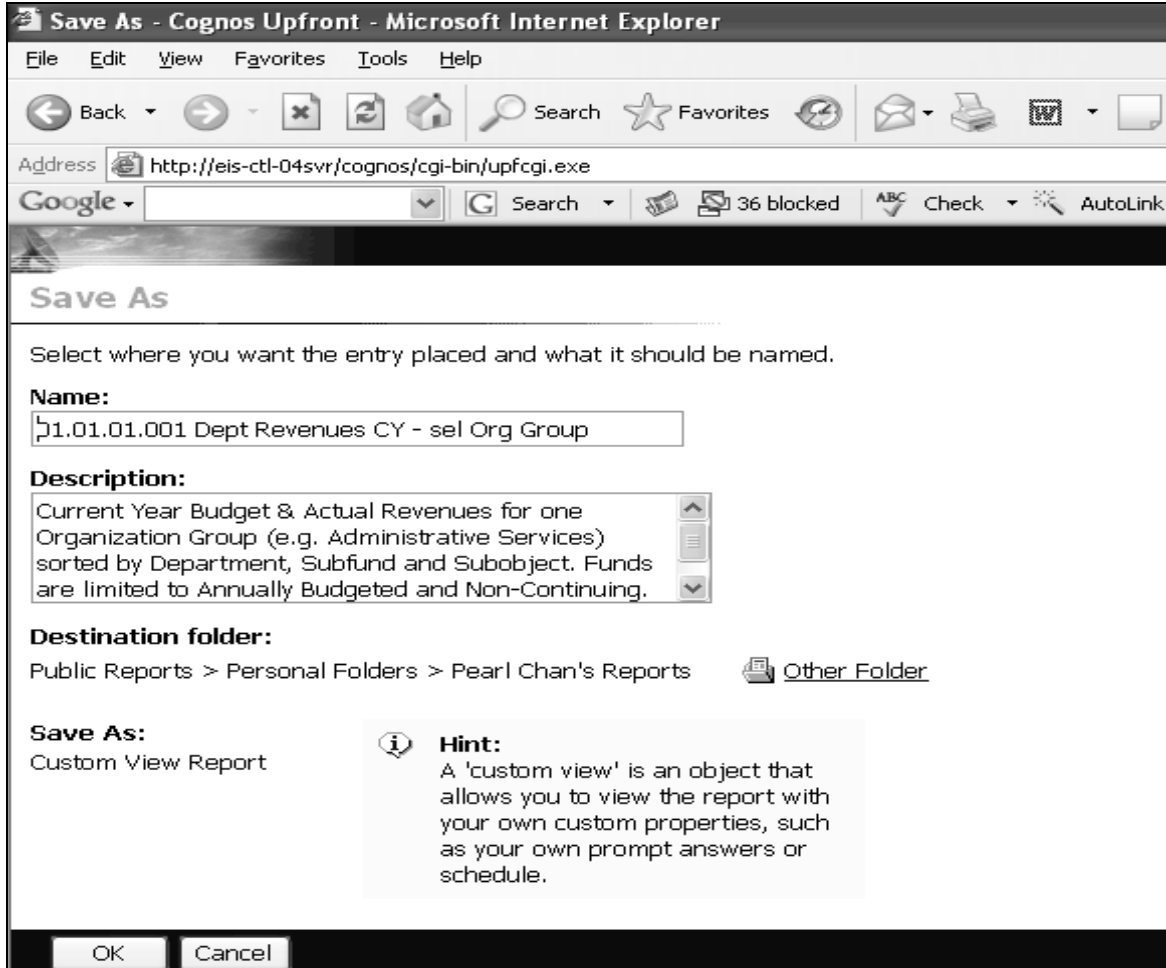 Save As - Cognos Upfront - Microsoft Internet Explorer
File Edit View Favorites Tools Help
Back Search Favorites
Address http://eis-ctl-04svr/cognos/cgi-bin/upfcgi.exe
Google Search 36 blocked ABC Check AutoLink
Save As
Select where you want the entry placed and what it should be named.
Name:
01.01.01.001 Dept Revenues CY - sel Org Group
Description:
Current Year Budget & Actual Revenues for one
Organization Group (e.g. Administrative Services)
sorted by Department, Subfund and Subobject. Funds
are limited to Annually Budgeted and Non-Continuing.
Destination folder:
Public Reports > Personal Folders > Pearl Chan's Reports Other Folder
Save As:
Custom View Report
Hint:
A 'custom view' is an object that
allows you to view the report with
your own custom properties, such
as your own prompt answers or
schedule.
OK Cancel